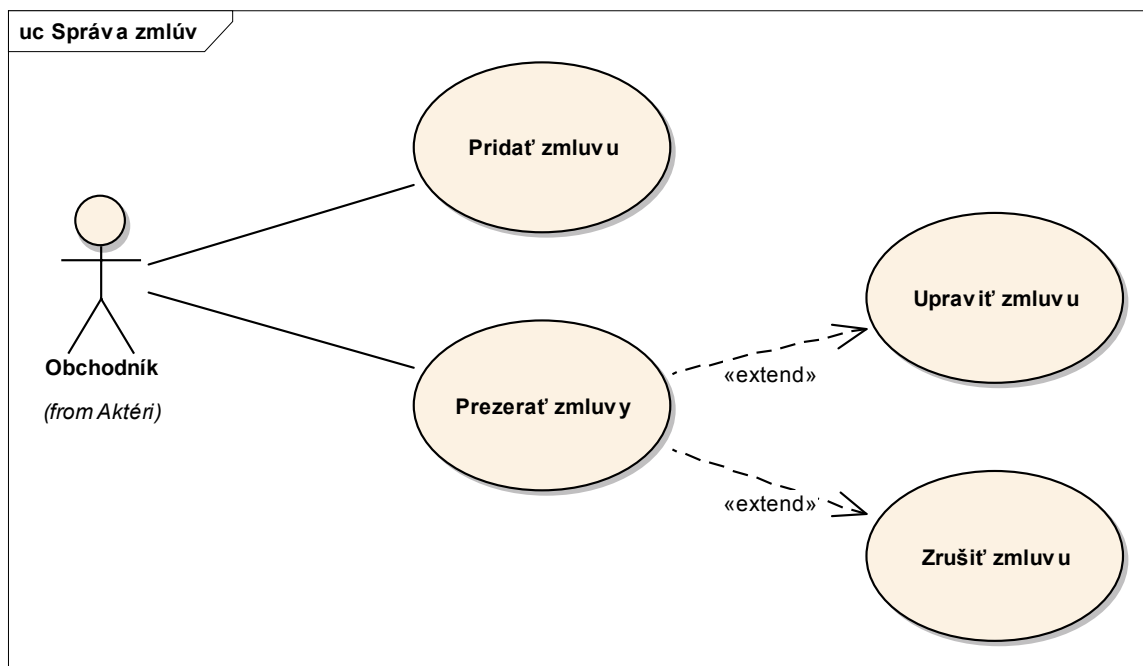 uc Správa zmlúv
Pridať zmluvu
Upraviť zmluvu
Obchodník
(from Aktéri)
«extend»
Prezerať zmluvy
«extend»
Zrušiť zmluvu